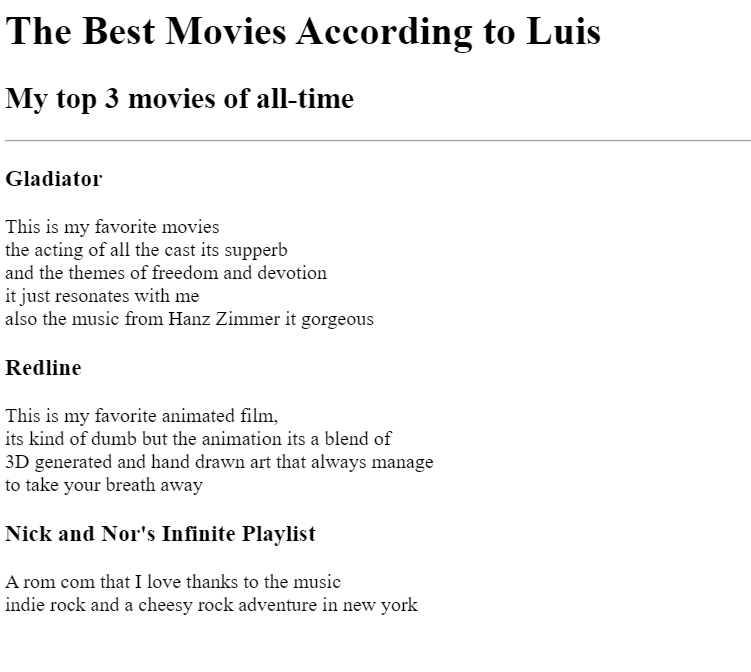 The Best Movies According to Luis
My top 3 movies of all-time
Gladiator
This is my favorite movies
the acting of all the cast its supperb
and the themes of freedom and devotion
it just resonates with me
also the music from Hanz Zimmer it gorgeous
Redline
This is my favorite animated film,
its kind of dumb but the animation its a blend of
3D generated and hand drawn art that always manage
to take your breath away
Nick and Nor's Infinite Playlist
A rom com that I love thanks to the music
indie rock and a cheesy rock adventure in new york